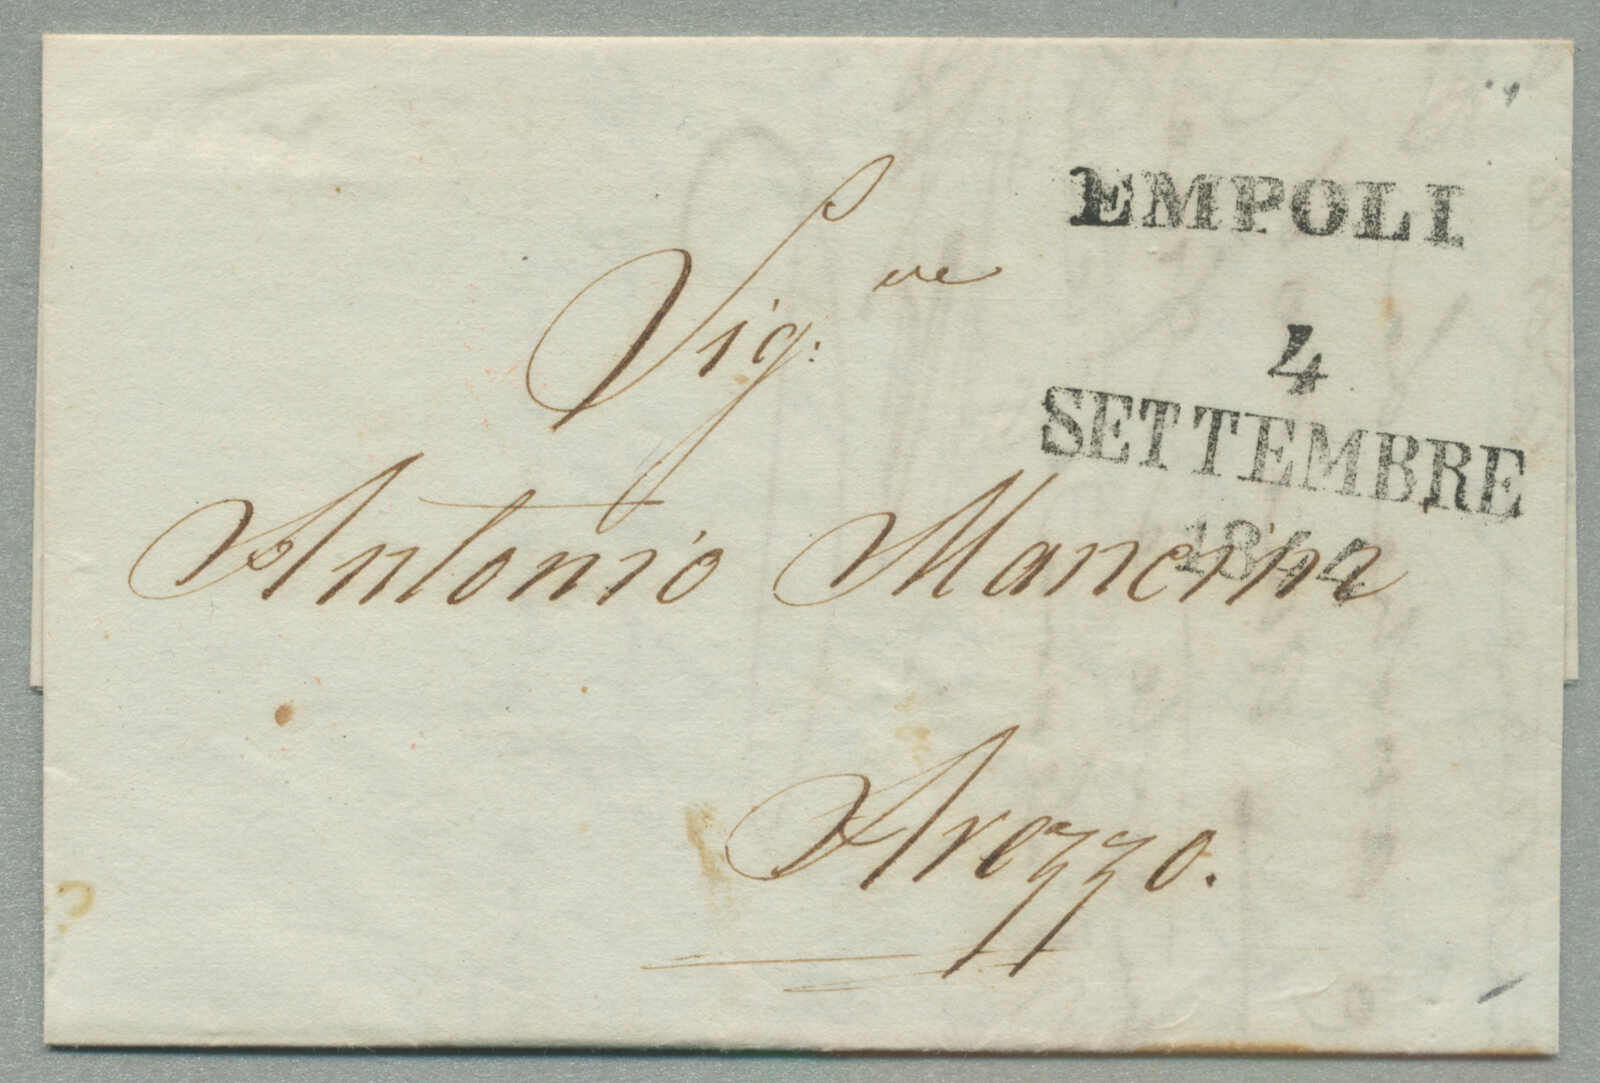 EMPOLI
4
SETTEMBRE
1844
Sig:re
Antonio Mancini
Arezzo.